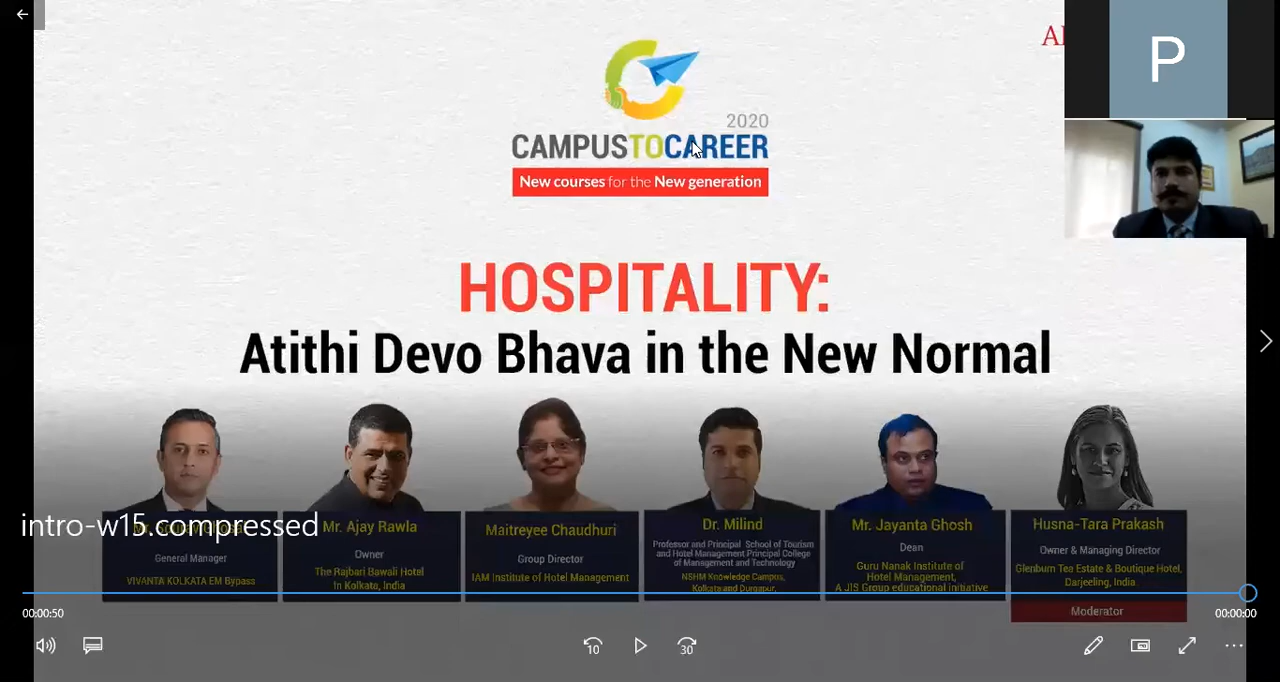 AI
P
2020
CAMPUSTOCAREER
New courses for the New generation
HOSPITALITY:
Atithi Devo Bhava in the New Normal
intro-w15.compressed
General Manager
VIVANTA KOLKATA EM Bypass
Mr. Ajay Rawla
Owner
The Rajbari Bawali Hotel
In Kolkata, India
Maitreyee Chaudhuri
Group Director
IAM Institute of Hotel Management
Dr. Milind
Professor and Principal School of Tourism
and Hotel Management Principal College
of Management and Technology
NSHM Knowledge Campus,
Kolkata and Durgapur,
Mr. Jayanta Ghosh
Dean
Guru Nanak Institute of
Hotel Management,
A JIS Group educational initiative
Husna-Tara Prakash
Owner & Managing Director
Glenburn Tea Estate & Boutique Hotel,
Darjeeling, India
Moderator
00:00:50
00:00:00
10
30